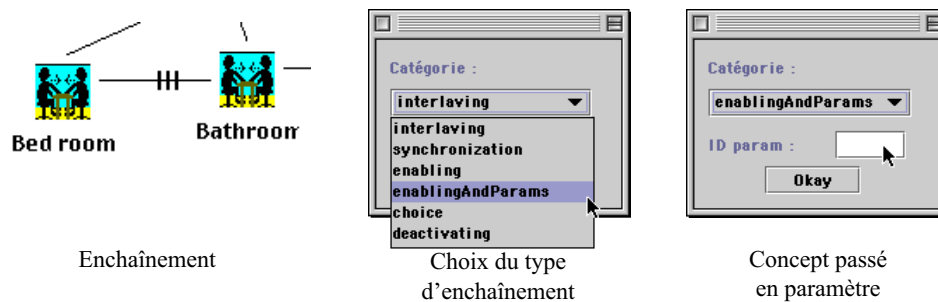 Bed room
Bathroom
Enchaînement
Catégorie :
interlaving
interlaving
synchronization
enabling
enablingAndParams
choice
deactivating
Choix du type
d’enchaînement
Catégorie :
enablingAndParams
ID param :
Okay
Concept passé
en paramètre